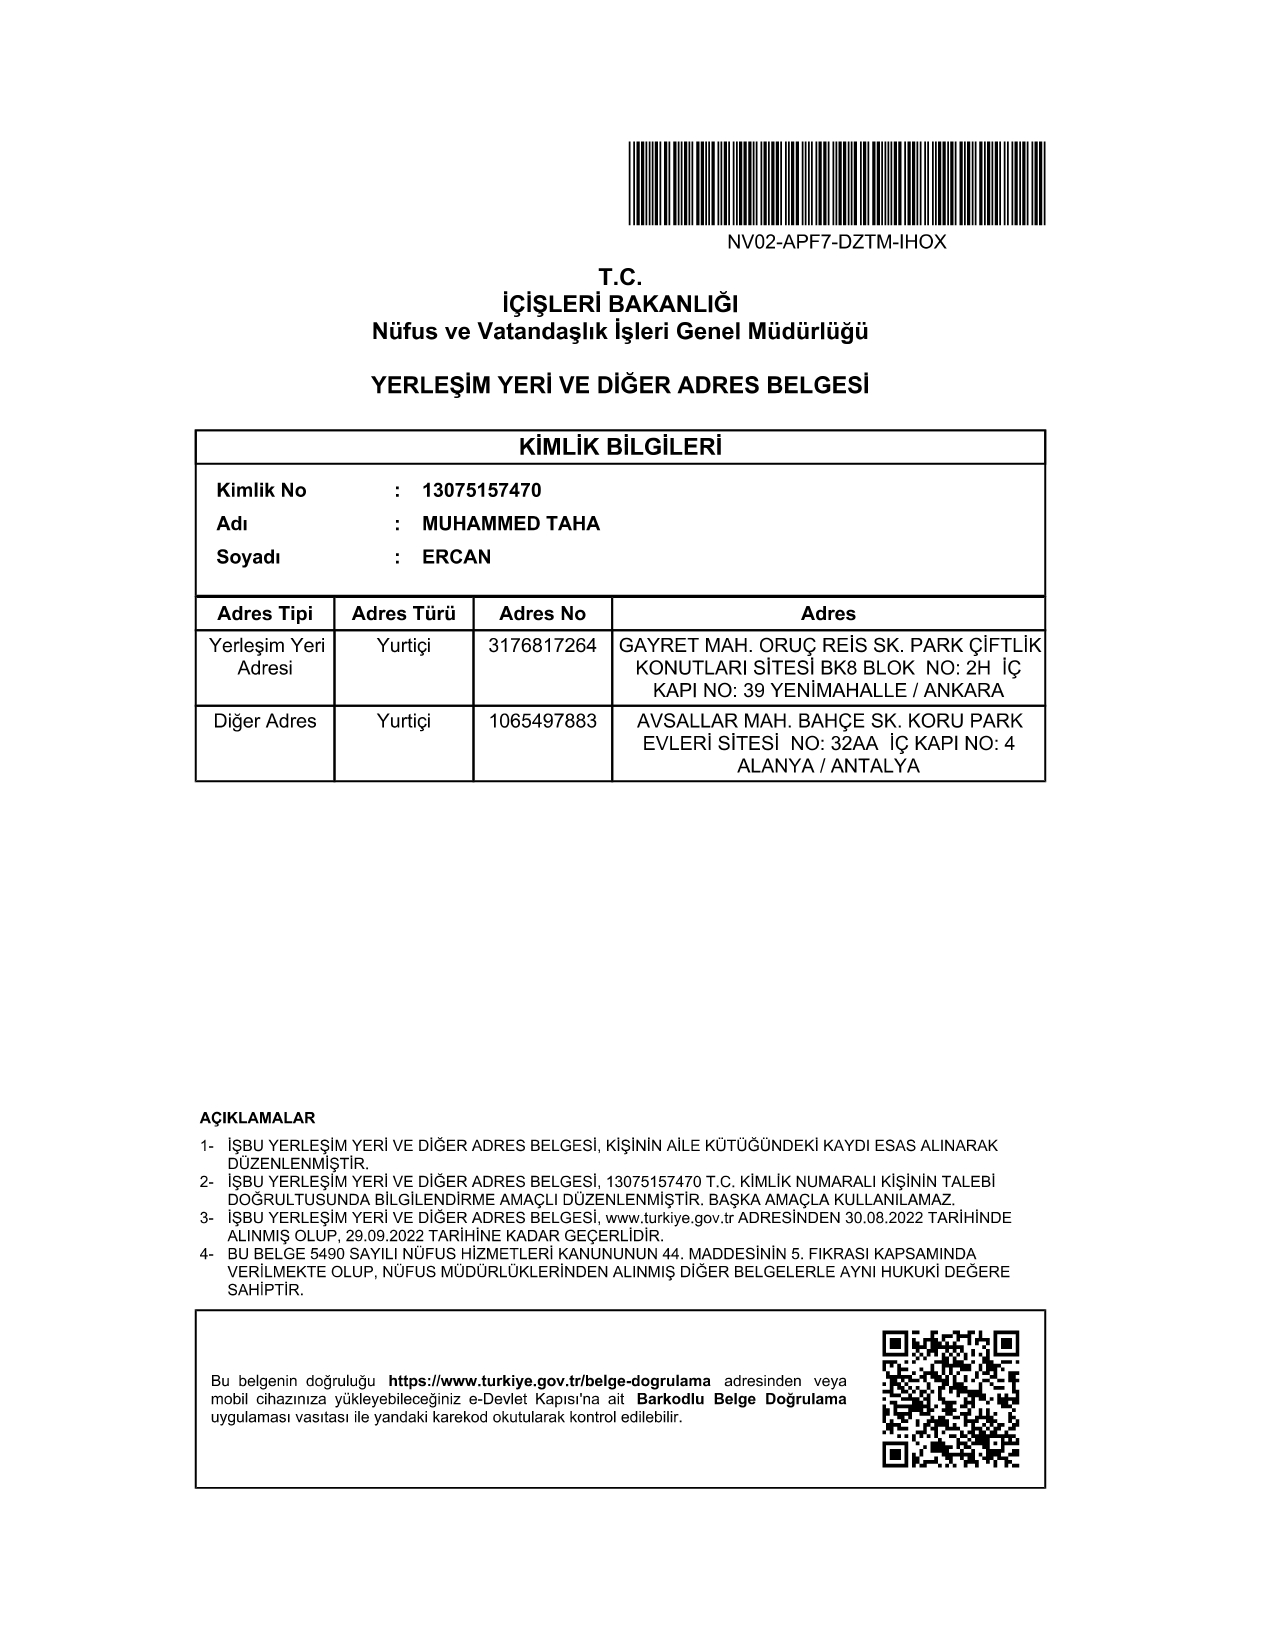 NV02-APF7-DZTM-IHOX
T.C.
İÇİŞLERİ BAKANLIĞI
Nüfus ve Vatandaşlık İşleri Genel Müdürlüğü
YERLEŞİM YERİ VE DİĞER ADRES BELGESİ
KİMLİK BİLGİLERİ
Kimlik No : 13075157470
Adı : MUHAMMED TAHA
Soyadı : ERCAN
Adres Tipi Adres Türü Adres No Adres
Yerleşim Yeri Yurtiçi 3176817264 GAYRET MAH. ORUÇ REİS SK. PARK ÇİFTLİK
Adresi KONUTLARI SİTESİ BK8 BLOK NO: 2H İÇ
KAPI NO: 39 YENİMAHALLE / ANKARA
Diğer Adres Yurtiçi 1065497883 AVSALLAR MAH. BAHÇE SK. KORU PARK
EVLERİ SİTESİ NO: 32AA İÇ KAPI NO: 4
ALANYA / ANTALYA
AÇIKLAMALAR
1- İŞBU YERLEŞİM YERİ VE DİĞER ADRES BELGESİ, KİŞİNİN AİLE KÜTÜĞÜNDEKİ KAYDI ESAS ALINARAK
DÜZENLENMİŞTİR.
2- İŞBU YERLEŞİM YERİ VE DİĞER ADRES BELGESİ, 13075157470 T.C. KİMLİK NUMARALI KİŞİNİN TALEBİ
DOĞRULTUSUNDA BİLGİLENDİRME AMAÇLI DÜZENLENMİŞTİR. BAŞKA AMAÇLA KULLANILAMAZ.
3- İŞBU YERLEŞİM YERİ VE DİĞER ADRES BELGESİ, www.turkiye.gov.tr ADRESİNDEN 30.08.2022 TARİHİNDE
ALINMIŞ OLUP, 29.09.2022 TARİHİNE KADAR GEÇERLİDİR.
4- BU BELGE 5490 SAYILI NÜFUS HİZMETLERİ KANUNUNUN 44. MADDESİNİN 5. FIKRASI KAPSAMINDA
VERİLMEKTE OLUP, NÜFUS MÜDÜRLÜKLERİNDEN ALINMIŞ DİĞER BELGELERLE AYNI HUKUKİ DEĞERE
SAHİPTİR.
Bu belgenin doğruluğu https://www.turkiye.gov.tr/belge-dogrulama adresinden veya
mobil cihazınıza yükleyebileceğiniz e-Devlet Kapısı'na ait Barkodlu Belge Doğrulama
uygulaması vasıtası ile yandaki karekod okutularak kontrol edilebilir.